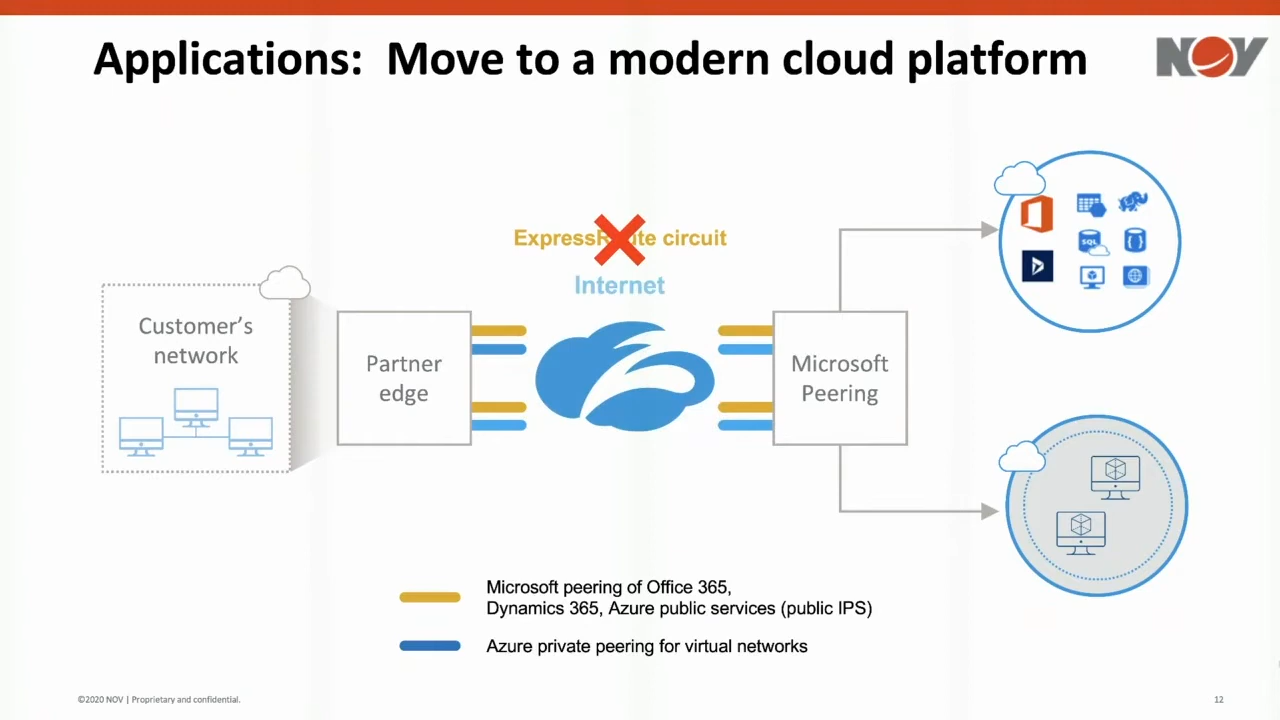 Applications: Move to a modern cloud platform
NOV
ExpressRoute circuit
Internet
Customer's
network
Partner
edge
Microsoft
Peering
SQL
Microsoft peering of Office 365,
Dynamics 365, Azure public services (public IPS)
Azure private peering for virtual networks
©2020 NOV | Proprietary and confidential.
12